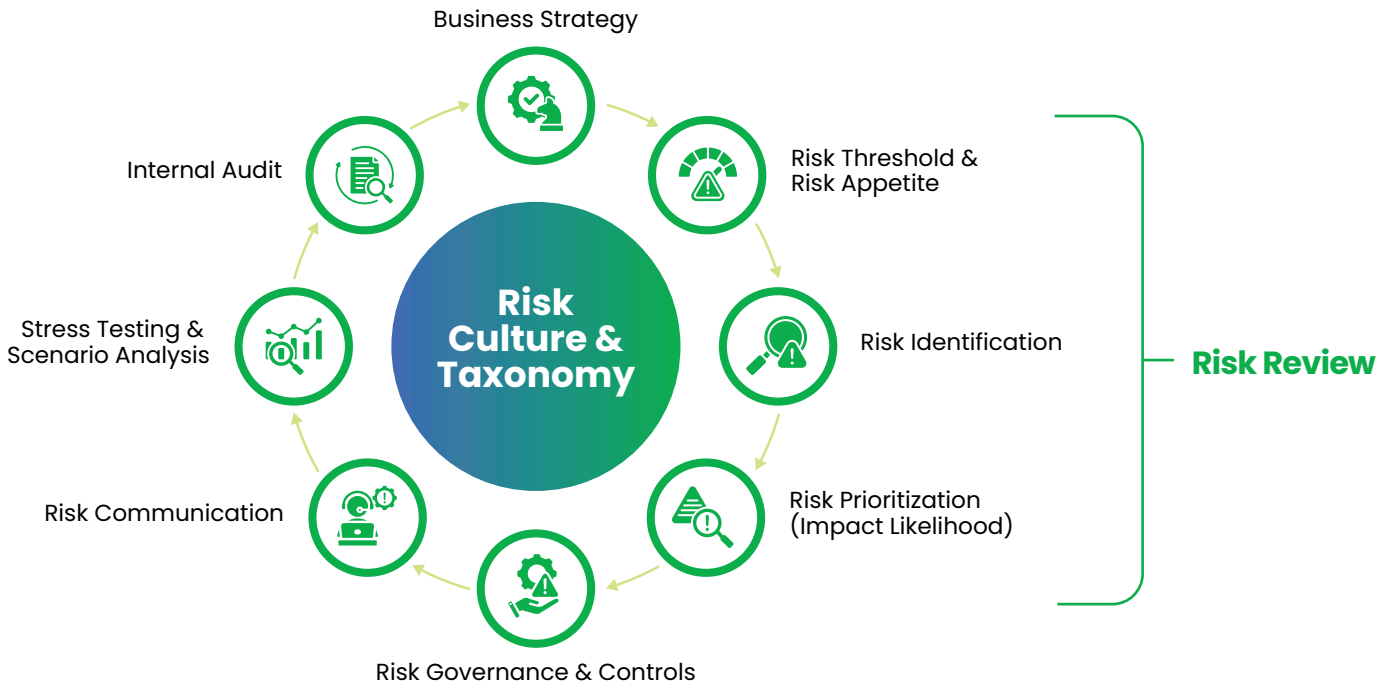 Business Strategy
Risk Threshold &
Risk Appetite
Risk Identification
Risk Prioritization
(Impact Likelihood)
Risk Governance & Controls
Risk Communication
Stress Testing &
Scenario Analysis
Internal Audit
Risk
Culture &
Taxonomy
Risk Review